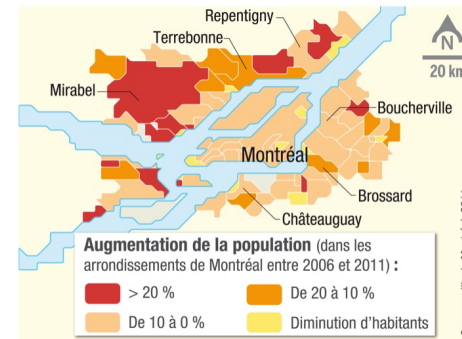 Repentigny
Terrebonne
N
20 km
Mirabel
Boucherville
Montréal
Brossard
Châteauguay
Augmentation de la population (dans les
arrondissements de Montréal entre 2006 et 2011) :
> 20 %
De 20 à 10 %
De 10 à 0 %
Diminution d'habitants